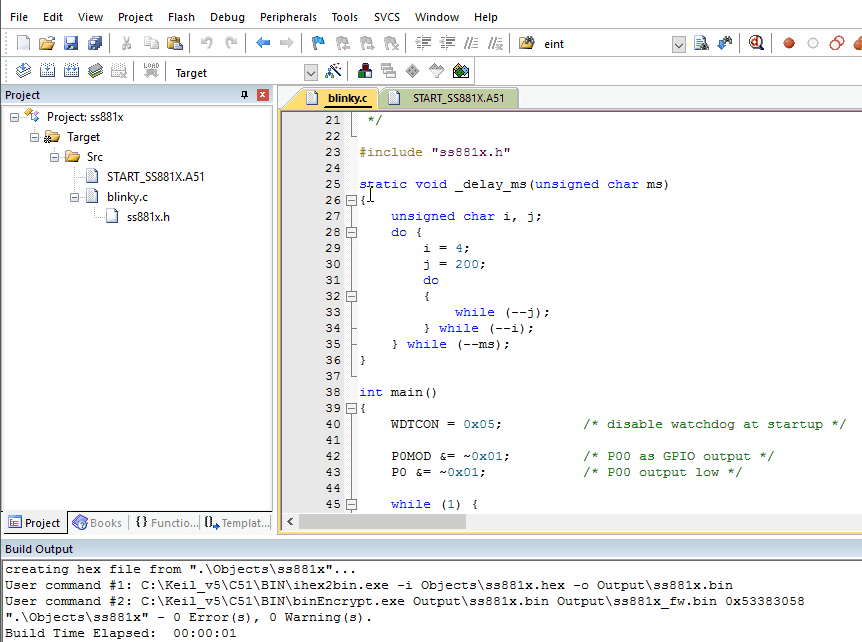 File Edit View Project Flash Debug Peripherals Tools SVCS Window Help
eint
LOAD Target
Project
Project: ss881x
Target
Src
START_SS881X.A51
blinky.c
ss881x.h
Project Books {} Functio... 0 Templat...
blinky.c START_SS881X.A51
21 */
22
23 #include "ss881x.h"
24
25 static void _delay_ms(unsigned char ms)
26 {
27 unsigned char i, j;
28 do {
29 i = 4;
30 j = 200;
31 do
32 {
33 while (--j);
34 } while (--i);
35 } while (--ms);
36 }
37
38 int main()
39 {
40 WDTCON = 0x05; /* disable watchdog at startup */
41
42 P0MOD &= ~0x01; /* P00 as GPIO output */
43 P0 &= ~0x01; /* P00 output low */
44
45 while (1) {
Build Output
creating hex file from ".\Objects\ss881x"...
User command #1: C:\Keil_v5\C51\BIN\ihex2bin.exe -i Objects\ss881x.hex -o Output\ss881x.bin
User command #2: C:\Keil_v5\C51\BIN\binEncrypt.exe Output\ss881x.bin Output\ss881x_fw.bin 0x53383058
".\Objects\ss881x" - 0 Error(s), 0 Warning(s).
Build Time Elapsed: 00:00:01